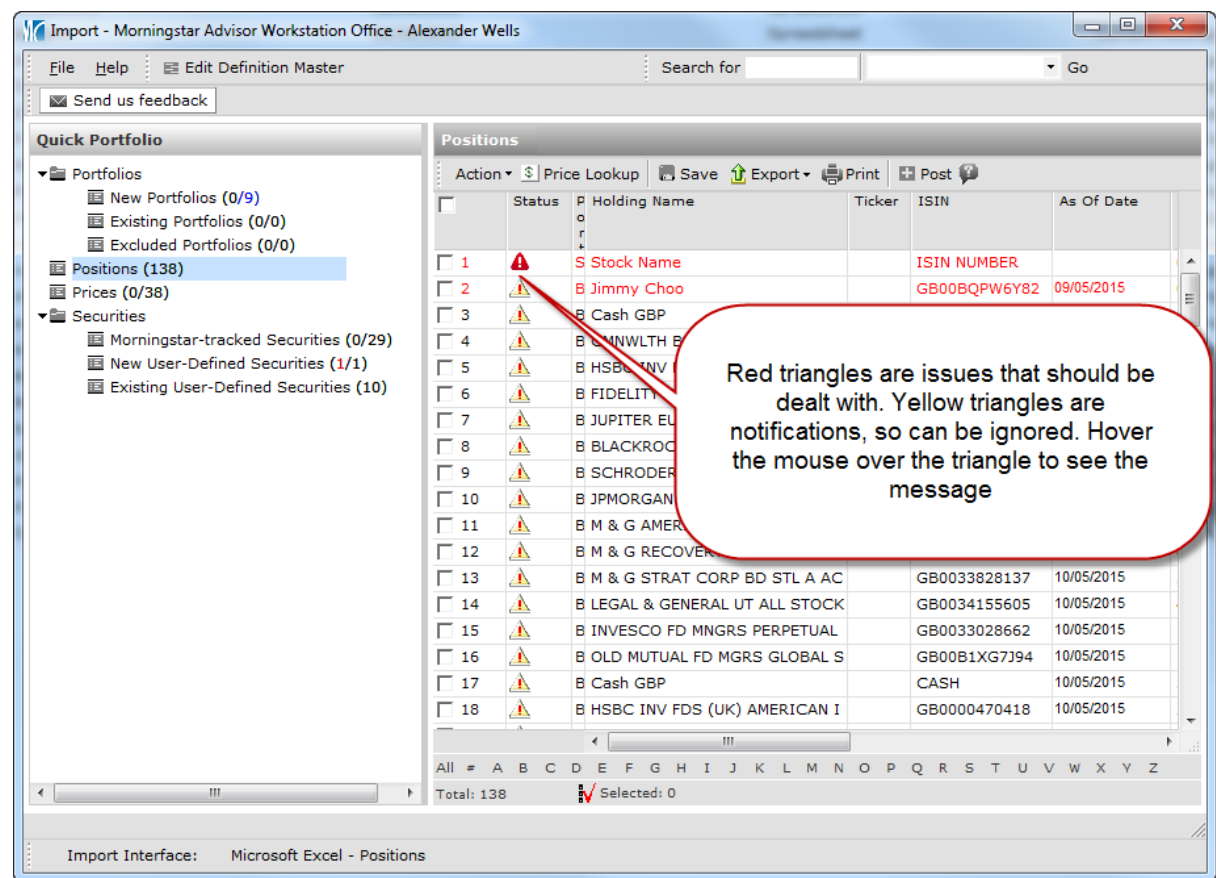 Import - Morningstar Advisor Workstation Office - Alexander Wells
File Help Edit Definition Master Search for Go
Send us feedback
Quick Portfolio
Portfolios
New Portfolios (0/9)
Existing Portfolios (0/0)
Excluded Portfolios (0/0)
Positions (138)
Prices (0/38)
Securities
Morningstar-tracked Securities (0/29)
New User-Defined Securities (1/1)
Existing User-Defined Securities (10)
Positions
Action Price Lookup Save Export Print Post
Status Port Holding Name Ticker ISIN As Of Date
1 S Stock Name ISIN NUMBER
2 B Jimmy Choo GB00BQPW6Y82 09/05/2015
3 B Cash GBP
4 B CMNWLTH B
5 B HSBC INV
6 B FIDELITY
7 B JUPITER EU
8 B BLACKROC
9 B SCHRODER
10 B JPMORGAN
11 B M & G AMER
12 B M & G RECOVERY
13 B M & G STRAT CORP BD STL A AC GB0033828137 10/05/2015
14 B LEGAL & GENERAL UT ALL STOCK GB0034155605 10/05/2015
15 B INVESCO FD MNGRS PERPETUAL GB0033028662 10/05/2015
16 B OLD MUTUAL FD MGRS GLOBAL S GB00B1XG7J94 10/05/2015
17 B Cash GBP CASH 10/05/2015
18 B HSBC INV FDS (UK) AMERICAN I GB0000470418 10/05/2015
Red triangles are issues that should be
dealt with. Yellow triangles are
notifications, so can be ignored. Hover
the mouse over the triangle to see the
message
All # A B C D E F G H I J K L M N O P Q R S T U V W X Y Z
Total: 138 Selected: 0
Import Interface: Microsoft Excel - Positions